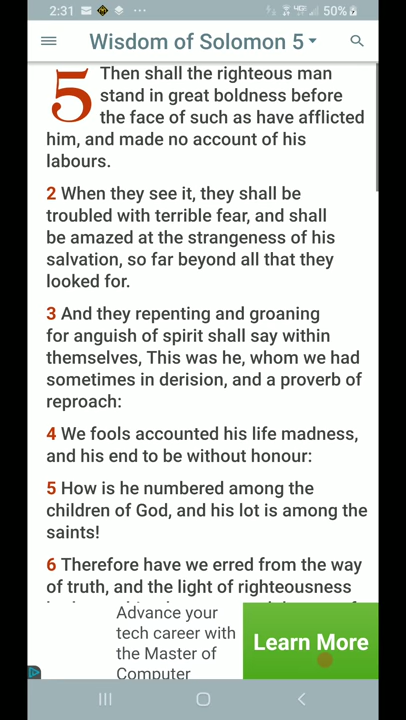 2:31 50%
Wisdom of Solomon 5
5 Then shall the righteous man
stand in great boldness before
the face of such as have afflicted
him, and made no account of his
labours.
2 When they see it, they shall be
troubled with terrible fear, and shall
be amazed at the strangeness of his
salvation, so far beyond all that they
looked for.
3 And they repenting and groaning
for anguish of spirit shall say within
themselves, This was he, whom we had
sometimes in derision, and a proverb of
reproach:
4 We fools accounted his life madness,
and his end to be without honour:
5 How is he numbered among the
children of God, and his lot is among the
saints!
6 Therefore have we erred from the way
of truth, and the light of righteousness
Advance your
tech career with
the Master of
Computer
Learn More